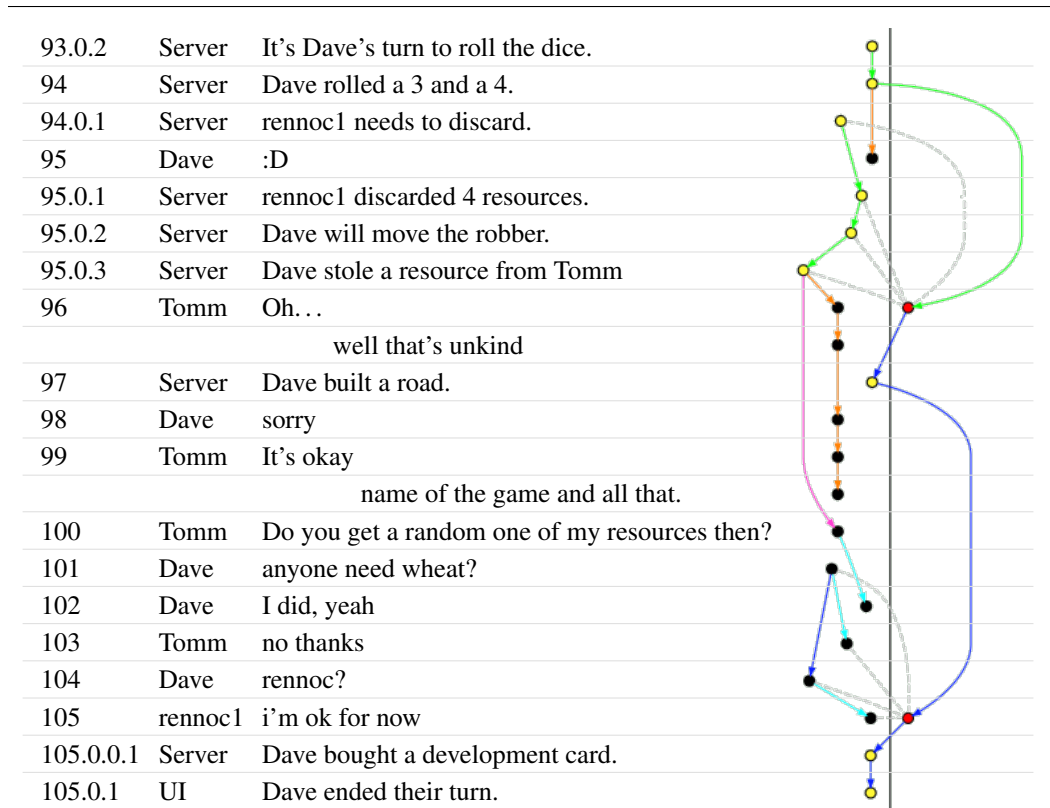 93.0.2 Server It's Dave's turn to roll the dice.
94 Server Dave rolled a 3 and a 4.
94.0.1 Server rennoc1 needs to discard.
95 Dave :D
95.0.1 Server rennoc1 discarded 4 resources.
95.0.2 Server Dave will move the robber.
95.0.3 Server Dave stole a resource from Tomm
96 Tomm Oh...
well that's unkind
97 Server Dave built a road.
98 Dave sorry
99 Tomm It's okay
name of the game and all that.
100 Tomm Do you get a random one of my resources then?
101 Dave anyone need wheat?
102 Dave I did, yeah
103 Tomm no thanks
104 Dave rennoc?
105 rennoc1 i'm ok for now
105.0.0.1 Server Dave bought a development card.
105.0.1 UI Dave ended their turn.